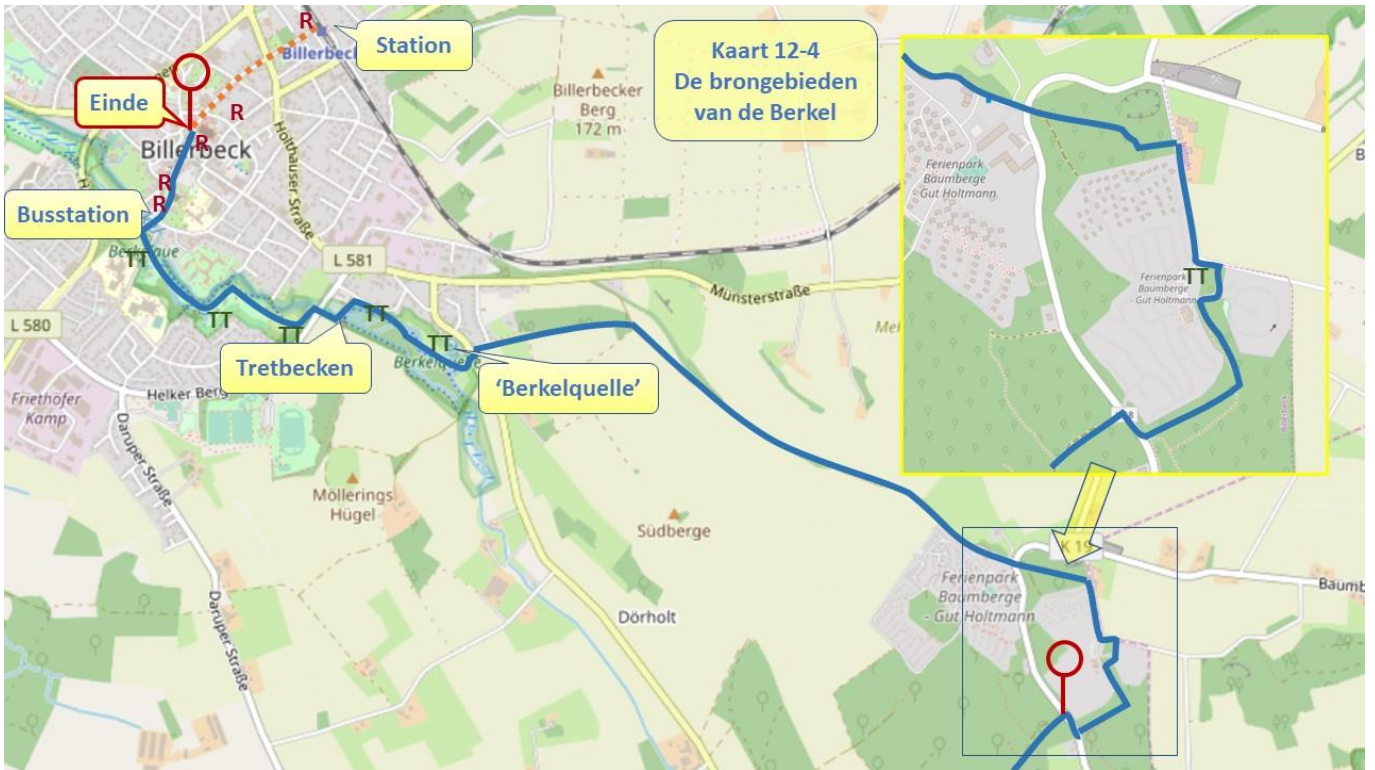 R
Station
Billerbeck
Kaart 12-4
De brongebieden
van de Berkel
Einde
R
R
Billerbeck
Holthauser Straße
Billerbecker
Berg
172 m
R
R
Busstation
Berkelaue
TT
L 581
Münsterstraße
L 580
TT
TT
TT
TT
Tretbecken
Berkelquelle
'Berkelquelle'
Helker Berg
Friethöfer
Kamp
Daruper Straße
Daruper Straße
Möllerings
Hügel
Südberge
Dörholt
Ferienpark
Baumberge
- Gut Holtmann
TT
Ferienpark
Baumberge
- Gut Holtmann
Billerbeck
K 19
Ferienpark
Baumberge
- Gut Holtmann